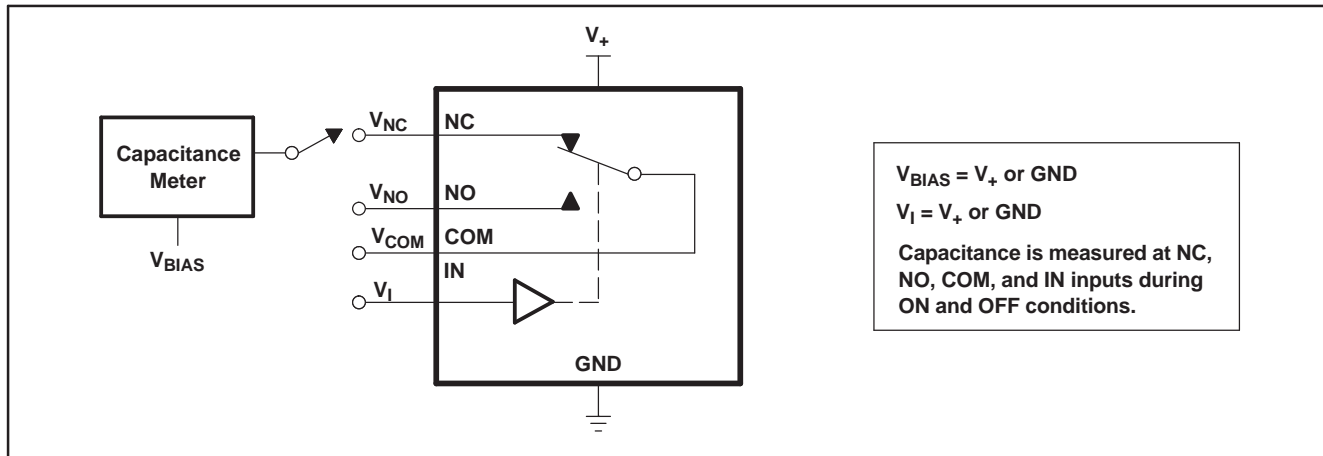 V+
Capacitance
Meter
VBIAS
VNC
NC
VNO
NO
VCOM
COM
IN
VI
GND
VBIAS = V+ or GND
VI = V+ or GND
Capacitance is measured at NC,
NO, COM, and IN inputs during
ON and OFF conditions.